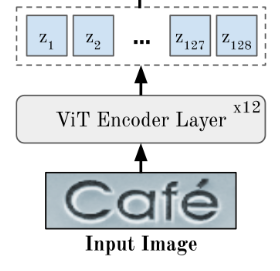 z1 z2 ... z127 z128
ViT Encoder Layer x12
Café
Input Image